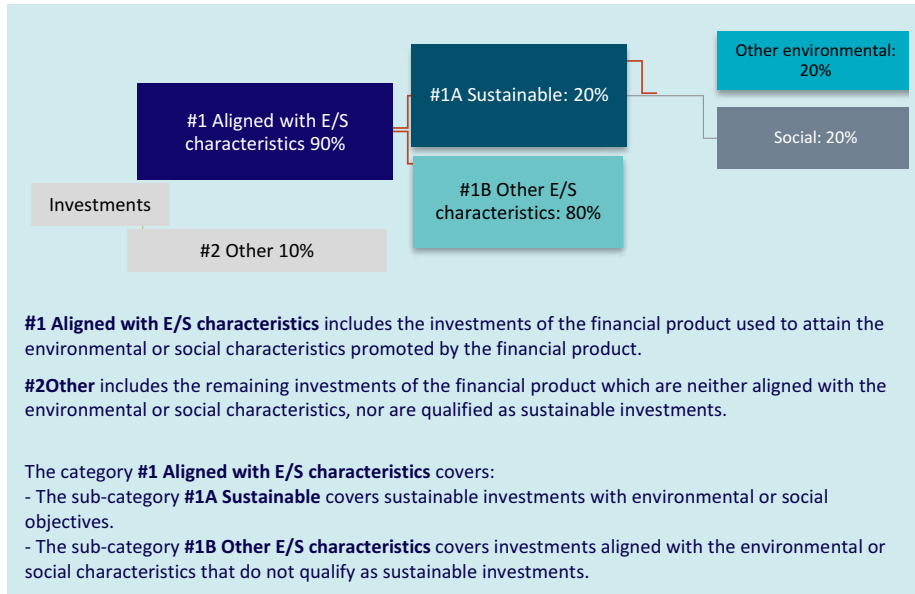 Other environmental:
20%
#1A Sustainable: 20%
#1 Aligned with E/S
characteristics 90%
Social: 20%
#1B Other E/S
characteristics: 80%
Investments
#2 Other 10%
#1 Aligned with E/S characteristics includes the investments of the financial product used to attain the
environmental or social characteristics promoted by the financial product.
#2Other includes the remaining investments of the financial product which are neither aligned with the
environmental or social characteristics, nor are qualified as sustainable investments.
The category #1 Aligned with E/S characteristics covers:
- The sub-category #1A Sustainable covers sustainable investments with environmental or social
objectives.
- The sub-category #1B Other E/S characteristics covers investments aligned with the environmental or
social characteristics that do not qualify as sustainable investments.